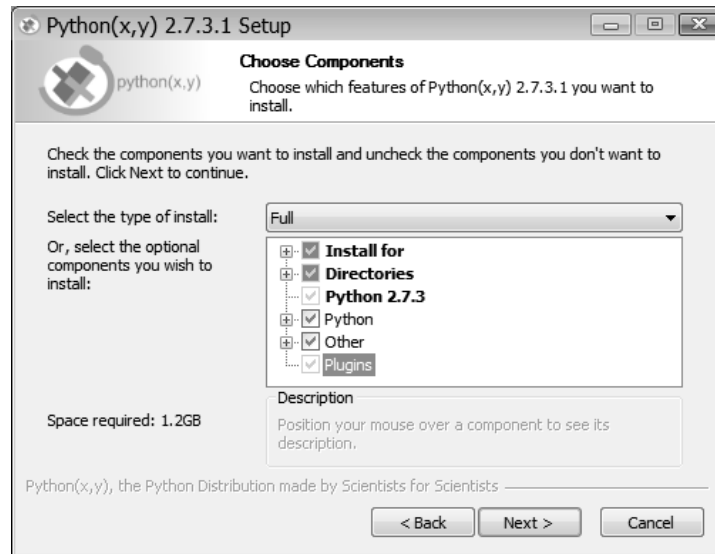 Python(x,y) 2.7.3.1 Setup
python(x,y)
Choose Components
Choose which features of Python(x,y) 2.7.3.1 you want to
install.
Check the components you want to install and uncheck the components you don't want to
install. Click Next to continue.
Select the type of install:
Full
Or, select the optional
components you wish to
install:
Install for
Directories
Python 2.7.3
Python
Other
Plugins
Space required: 1.2GB
Description
Position your mouse over a component to see its
description.
Python(x,y), the Python Distribution made by Scientists for Scientists
< Back
Next >
Cancel